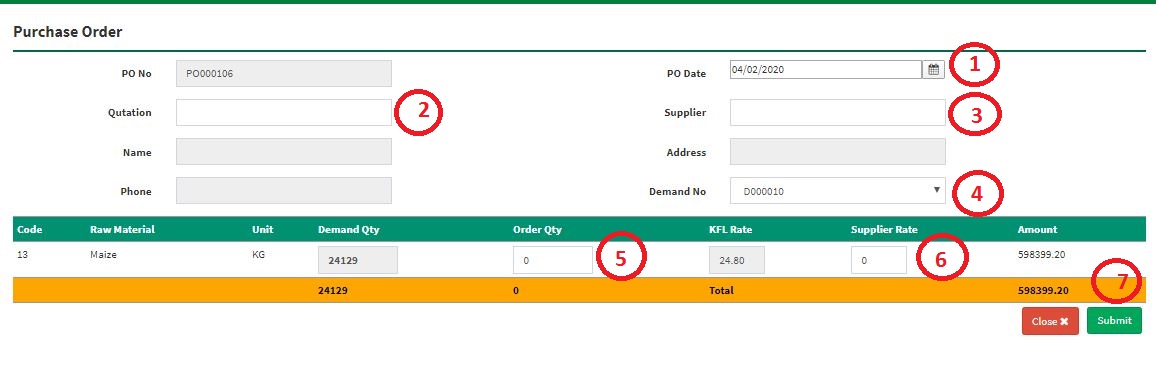 Purchase Order
PO No PO000106 PO Date 04/02/2020 1
Qutation 2 Supplier 3
Name Address
Phone Demand No D000010 4
Code Raw Material Unit Demand Qty Order Qty KFL Rate Supplier Rate Amount
13 Maize KG 24129 0 5 24.80 0 6 598399.20
24129 0 Total 598399.20 7
Close ✖ Submit